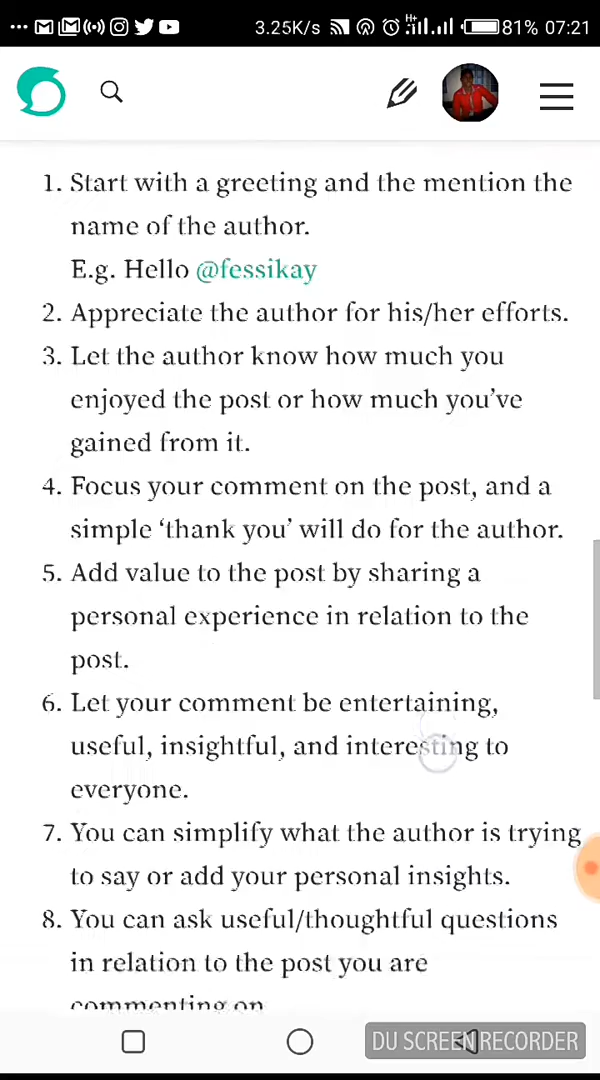 3.25K/s H+ 81% 07:21
1. Start with a greeting and the mention the
name of the author.
E.g. Hello @fessikay
2. Appreciate the author for his/her efforts.
3. Let the author know how much you
enjoyed the post or how much you’ve
gained from it.
4. Focus your comment on the post, and a
simple ‘thank you’ will do for the author.
5. Add value to the post by sharing a
personal experience in relation to the
post.
6. Let your comment be entertaining,
useful, insightful, and interesting to
everyone.
7. You can simplify what the author is trying
to say or add your personal insights.
8. You can ask useful/thoughtful questions
in relation to the post you are
commenting on
DU SCREEN RECORDER